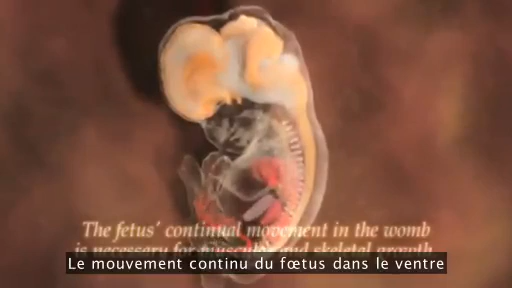 The fetus' continual movement in the womb
is necessary for muscular and skeletal growth.
Le mouvement continu du fœtus dans le ventre